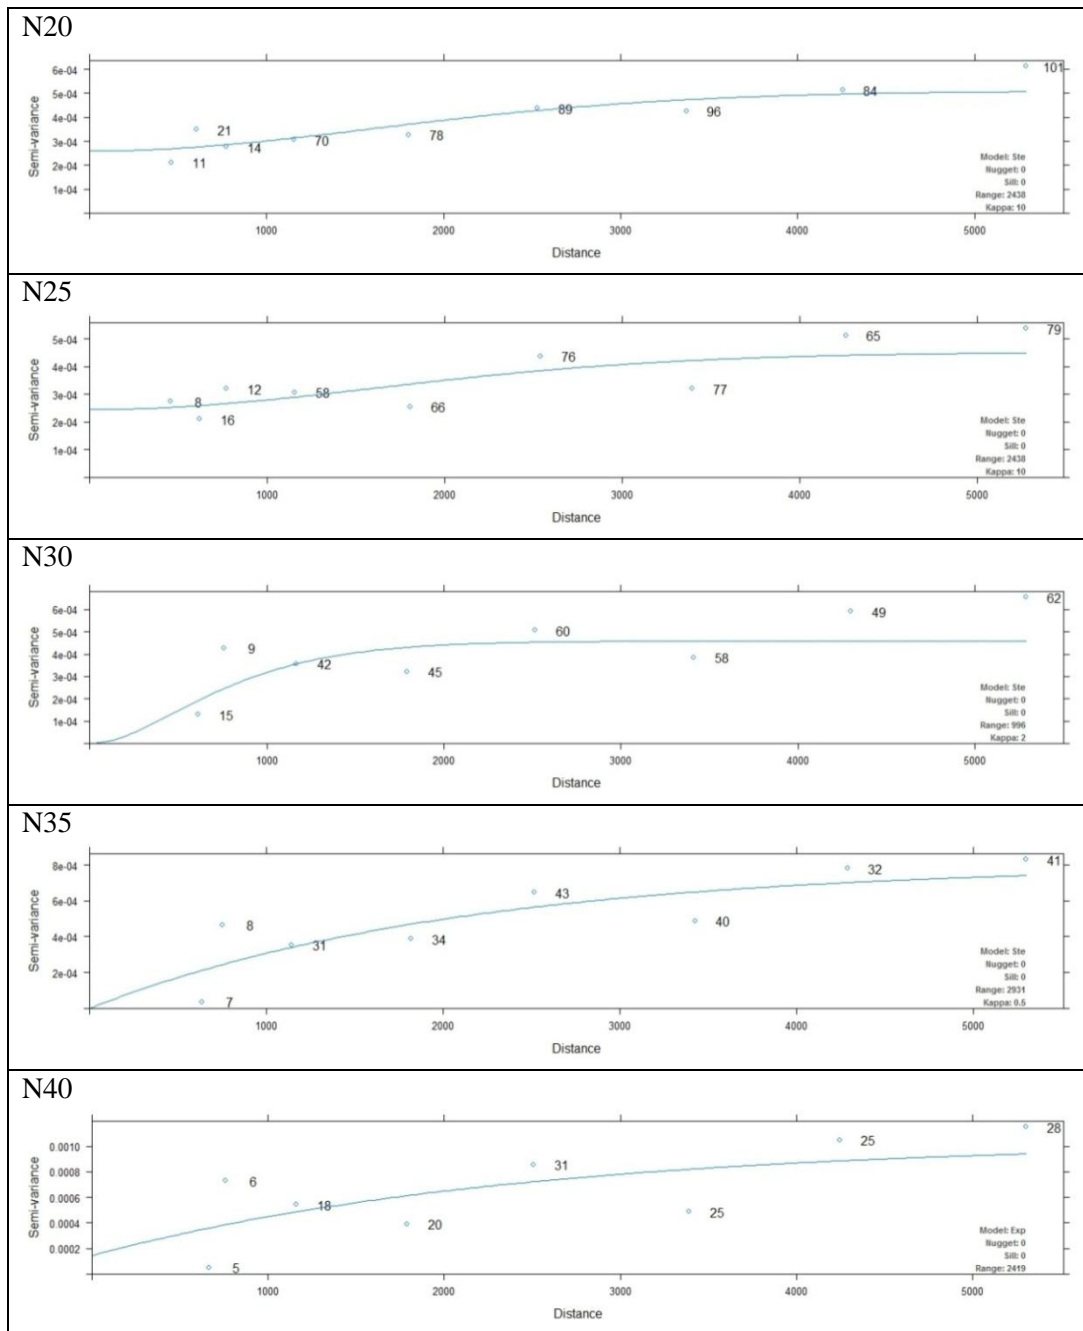 N20
6e-04
5e-04
4e-04
3e-04
2e-04
1e-04
Semi-variance
11
21
14
70
78
89
96
84
101
Model: Ste
Nugget: 0
Sill: 0
Range: 2438
Kappa: 10
1000
2000
3000
4000
5000
Distance
N25
5e-04
4e-04
3e-04
2e-04
1e-04
Semi-variance
8
16
12
58
66
76
77
65
79
Model: Ste
Nugget: 0
Sill: 0
Range: 2438
Kappa: 10
1000
2000
3000
4000
5000
Distance
N30
6e-04
5e-04
4e-04
3e-04
2e-04
1e-04
Semi-variance
15
9
42
45
60
58
49
62
Model: Ste
Nugget: 0
Sill: 0
Range: 996
Kappa: 2
1000
2000
3000
4000
5000
Distance
N35
8e-04
6e-04
4e-04
2e-04
Semi-variance
7
8
31
34
43
40
32
41
Model: Ste
Nugget: 0
Sill: 0
Range: 2931
Kappa: 0.5
1000
2000
3000
4000
5000
Distance
N40
0.0010
0.0008
0.0006
0.0004
0.0002
Semi-variance
5
6
18
20
31
25
25
28
Model: Exp
Nugget: 0
Sill: 0
Range: 2419
1000
2000
3000
4000
5000
Distance